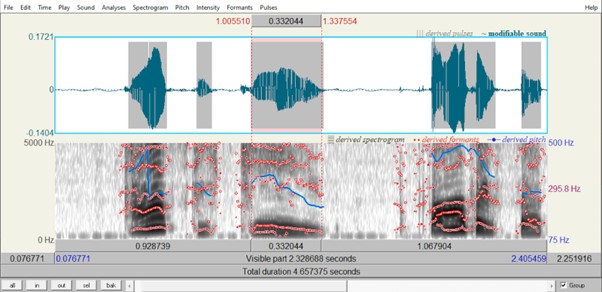 File Edit Time Play Sound Analyses Spectrogram Pitch Intensity Formants Pulses Help
1.005510 0.332044 1.337554
derived pulses ~ modifiable sound
0.1721
0
-0.1404
derived spectrogram derived formants derived pitch
5000 Hz 500 Hz
295.8 Hz
0 Hz 75 Hz
0.928739 0.332044 1.067904
0.076771 0.076771 Visible part 2.328688 seconds 2.405459 2.251916
Total duration 4.657375 seconds
all in out sel bak Group